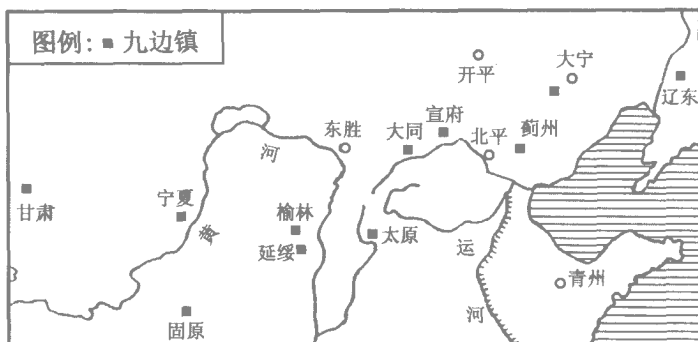 图例：■九边镇
开平
大宁
辽东
宣府
东胜
大同
北平
蓟州
河
甘肃
宁夏
黄
榆林
延绥
太原
运
河
青州
固原